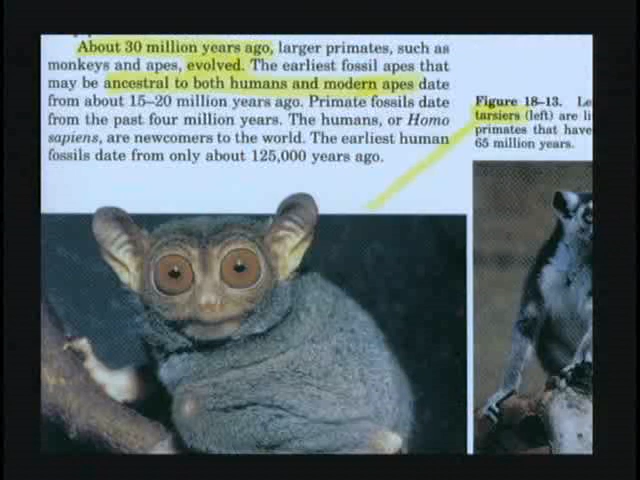 About 30 million years ago, larger primates, such as
monkeys and apes, evolved. The earliest fossil apes that
may be ancestral to both humans and modern apes date
from about 15–20 million years ago. Primate fossils date
from the past four million years. The humans, or Homo
sapiens, are newcomers to the world. The earliest human
fossils date from only about 125,000 years ago.
Figure 18–13. Le
tarsiers (left) are li
primates that have
65 million years.